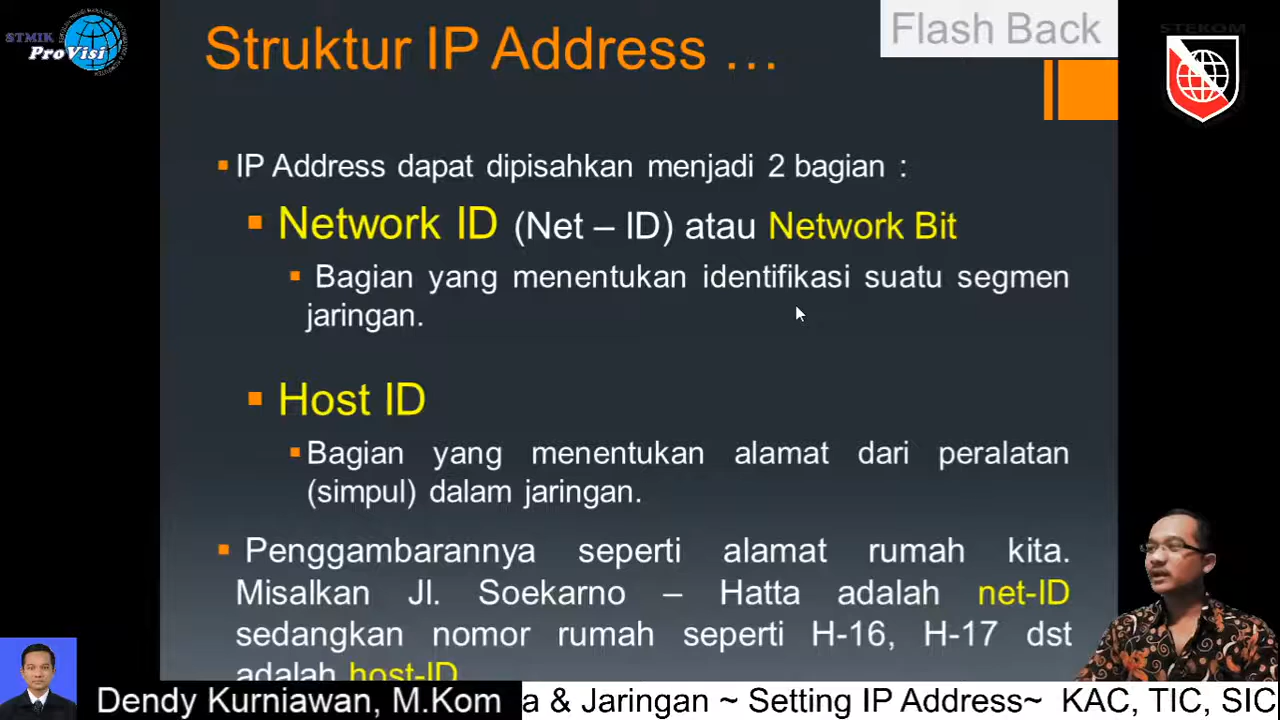 STMIK
ProVisi
Struktur IP Address …
Flash Back
STEKOM
IP Address dapat dipisahkan menjadi 2 bagian :
Network ID (Net – ID) atau Network Bit
Bagian yang menentukan identifikasi suatu segmen
jaringan.
Host ID
Bagian yang menentukan alamat dari peralatan
(simpul) dalam jaringan.
Penggambarannya seperti alamat rumah kita.
Misalkan Jl. Soekarno – Hatta adalah net-ID
sedangkan nomor rumah seperti H-16, H-17 dst
adalah host-ID
Dendy Kurniawan, M.Kom
a & Jaringan ~ Setting IP Address~ KAC, TIC, SIC